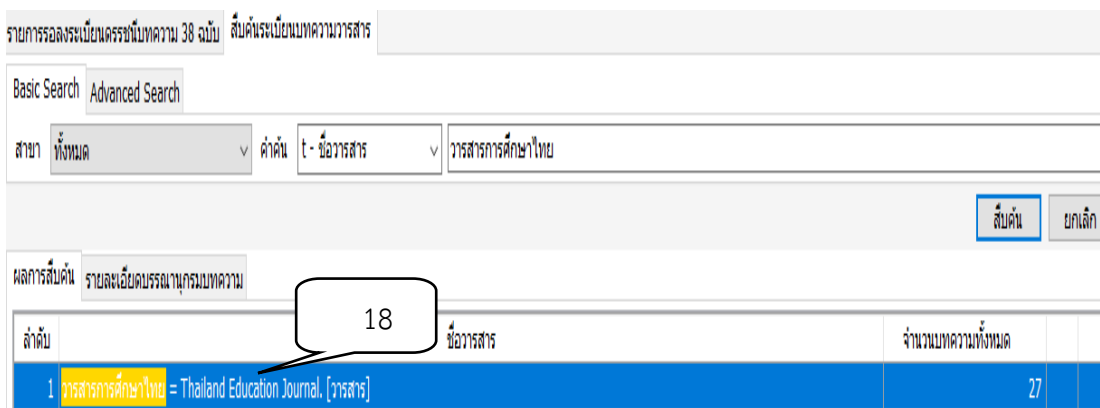 รายการรอลงระเบียนดรรชนีบทความ 38 ฉบับ สืบค้นระเบียนบทความวารสาร
Basic Search Advanced Search
สาขา ทั้งหมด คำค้น t - ชื่อวารสาร วารสารการศึกษาไทย
สืบค้น ยกเลิก
ผลการสืบค้น รายละเอียดบรรณานุกรมบทความ
18
ลำดับ ชื่อวารสาร จำนวนบทความทั้งหมด
1 วารสารการศึกษาไทย = Thailand Education Journal. [วารสาร] 27